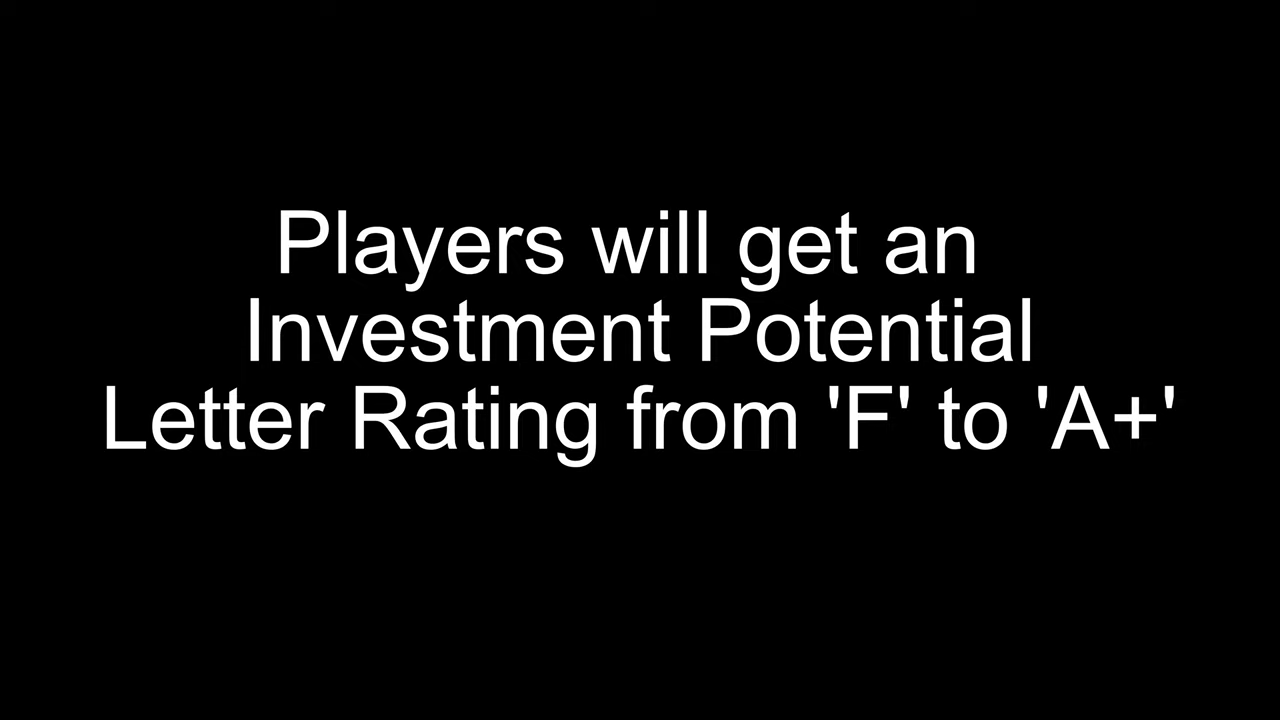 Players will get an
Investment Potential
Letter Rating from 'F' to 'A+'